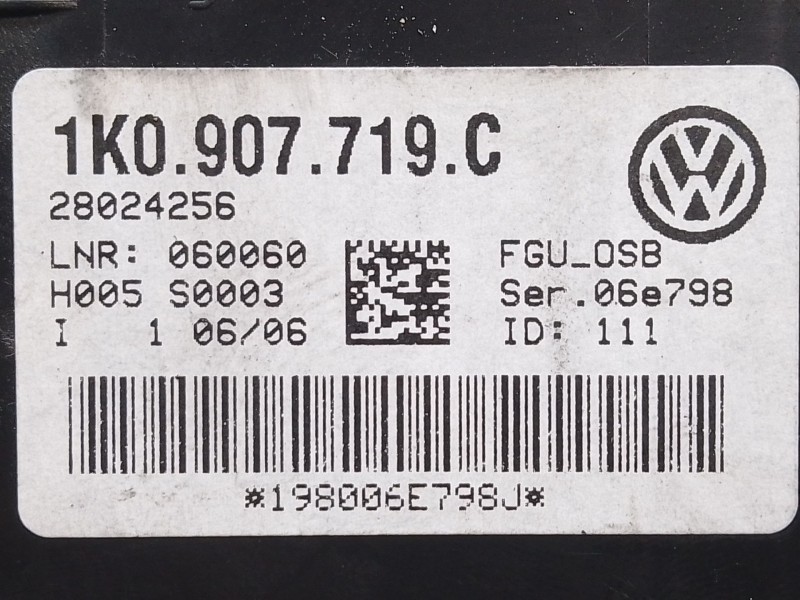 1K0.907.719.C
28024256
LNR: 060060
H005 S0003
I 1 06/06
FGU_OSB
Ser.06e798
ID: 111
*198006E798J*